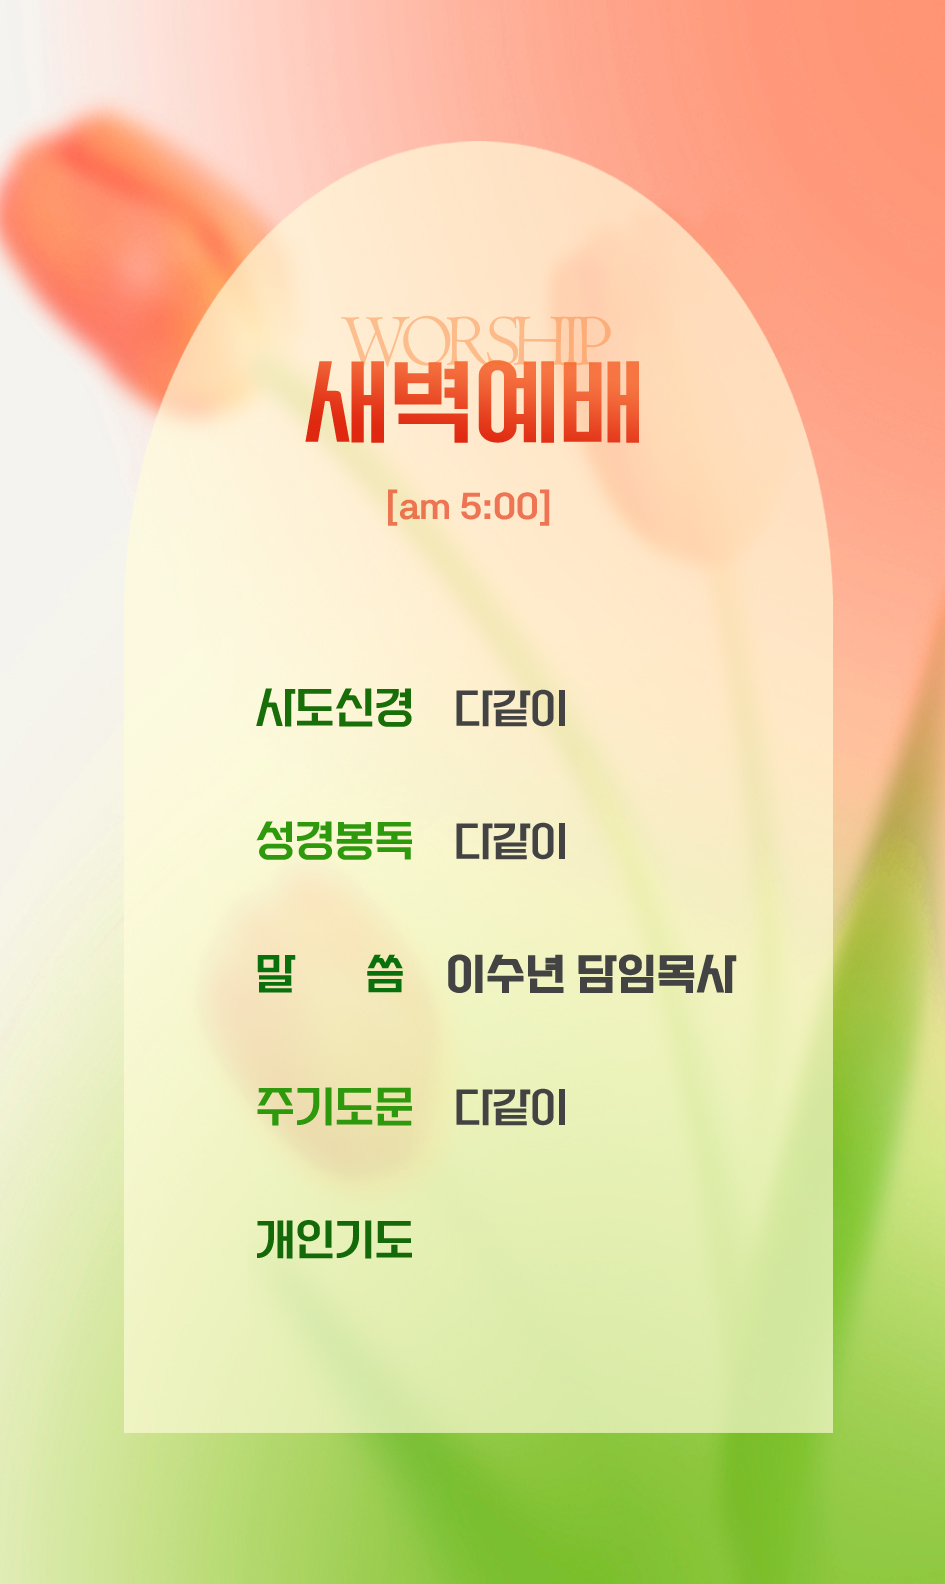 WORSHIP
새벽예배
[am 5:00]
사도신경 다같이
성경봉독 다같이
말 씀 이수년 담임목사
주기도문 다같이
개인기도